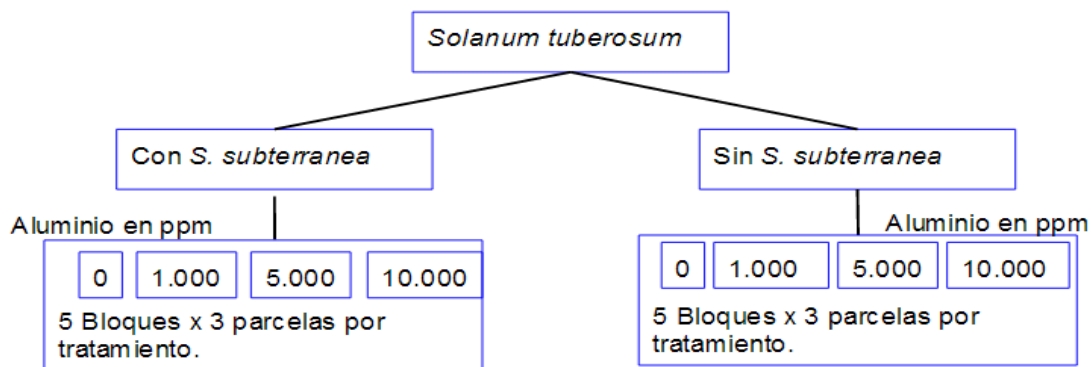 Solanum tuberosum
Con S. subterranea
Sin S. subterranea
Aluminio en ppm
0 1.000 5.000 10.000
5 Bloques x 3 parcelas por
tratamiento.
Aluminio en ppm
0 1.000 5.000 10.000
5 Bloques x 3 parcelas por
tratamiento.